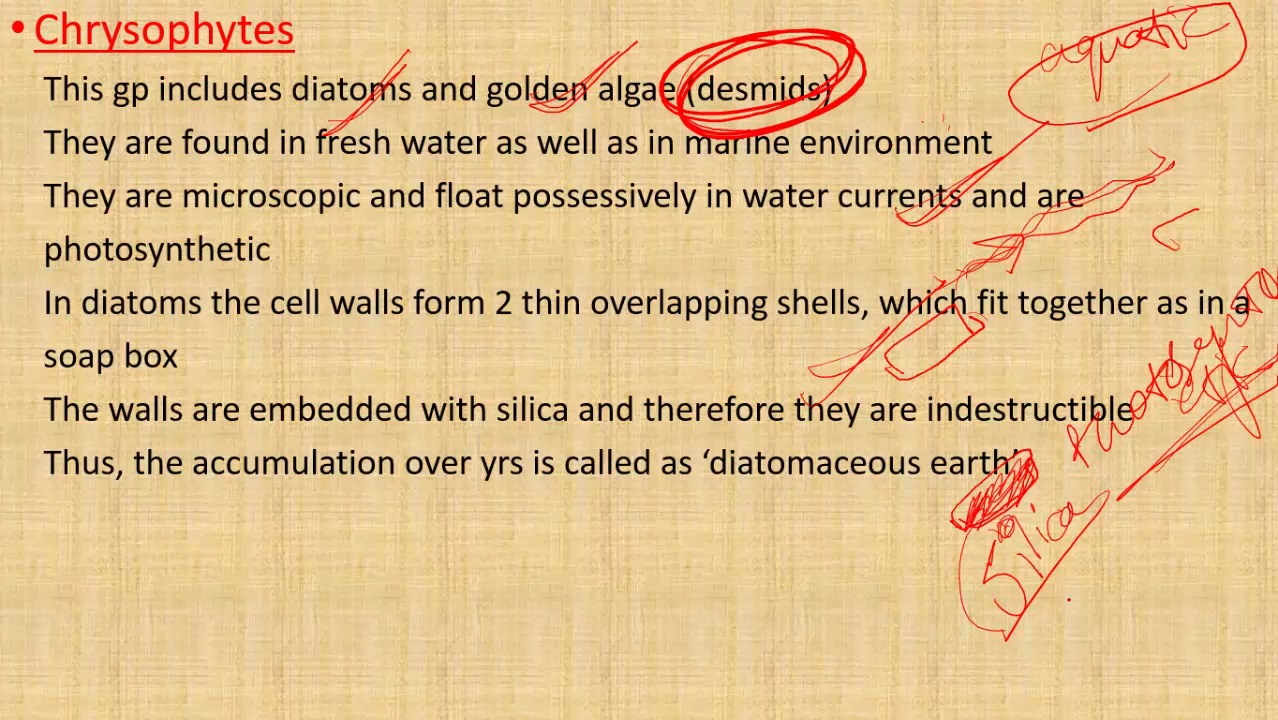 • Chrysophytes
This gp includes diatoms and golden algae (desmids)
They are found in fresh water as well as in marine environment
They are microscopic and float possessively in water currents and are
photosynthetic
In diatoms the cell walls form 2 thin overlapping shells, which fit together as in a
soap box
The walls are embedded with silica and therefore they are indestructible
Thus, the accumulation over yrs is called as ‘diatomaceous earth’
aquatic
Silica